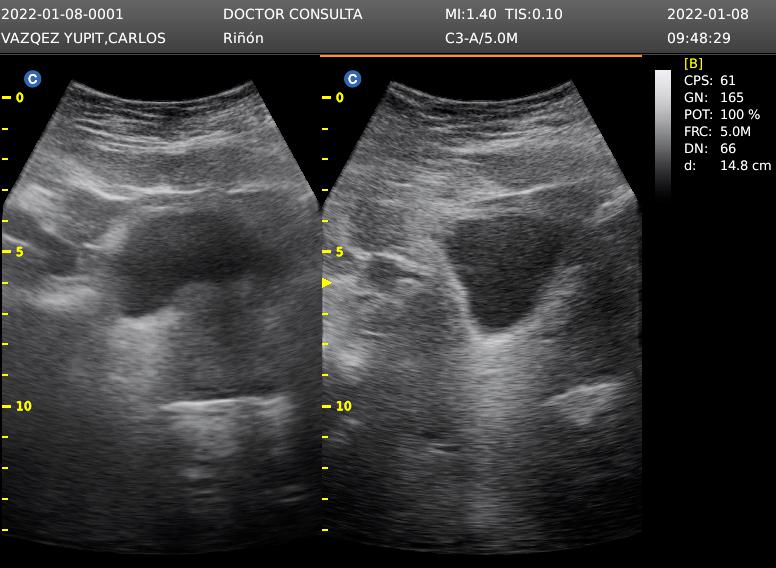 2022-01-08-0001 DOCTOR CONSULTA MI:1.40 TIS:0.10 2022-01-08
VAZQEZ YUPIT,CARLOS Riñón C3-A/5.0M 09:48:29
[B]
CPS: 61
GN: 165
POT: 100 %
FRC: 5.0M
DN: 66
d: 14.8 cm
C C
0 0
5 5
10 10